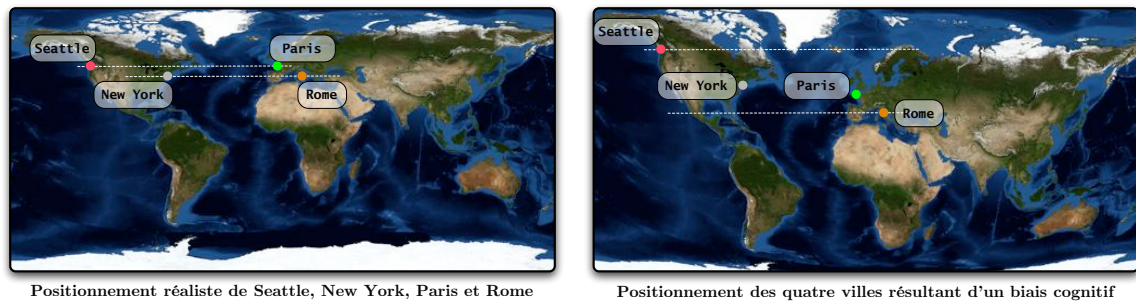 Seattle
Paris
New York
Rome
Positionnement réaliste de Seattle, New York, Paris et Rome
Seattle
New York
Paris
Rome
Positionnement des quatre villes résultant d'un biais cognitif